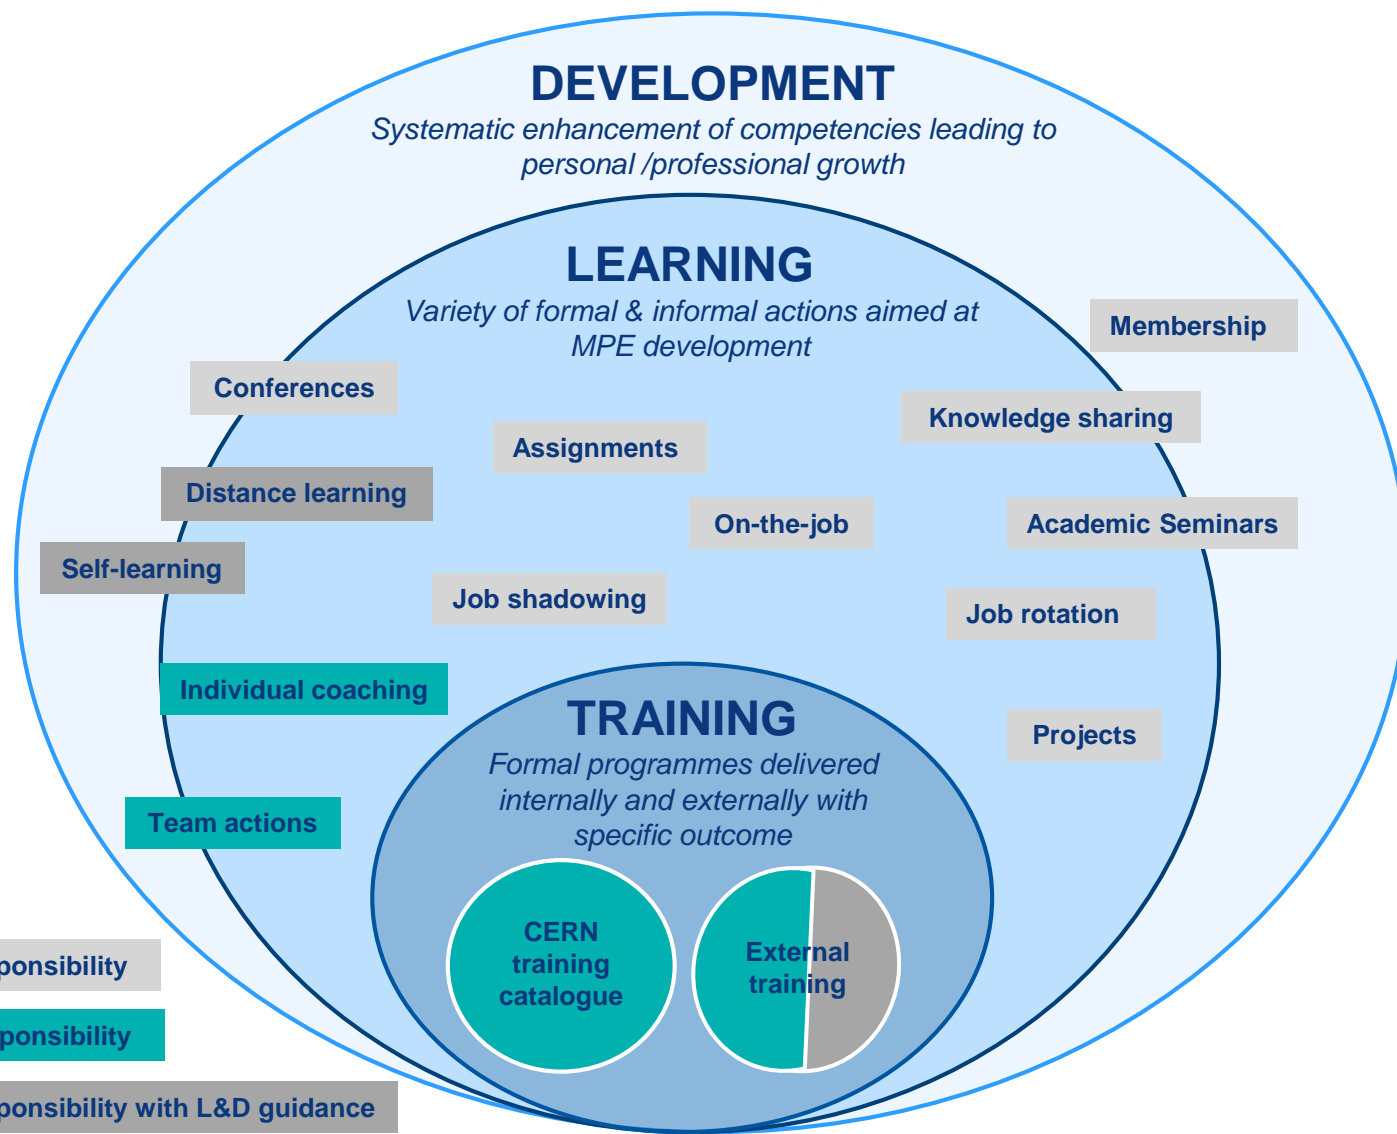 DEVELOPMENT
Systematic enhancement of competencies leading to
personal /professional growth
LEARNING
Variety of formal & informal actions aimed at
MPE development
Membership
Conferences
Knowledge sharing
Assignments
Distance learning
On-the-job
Academic Seminars
Self-learning
Job shadowing
Job rotation
Individual coaching
TRAINING
Formal programmes delivered
internally and externally with
specific outcome
Projects
Team actions
CERN
training
catalogue
External
training
ponsibility
ponsibility
ponsibility with L&D guidance